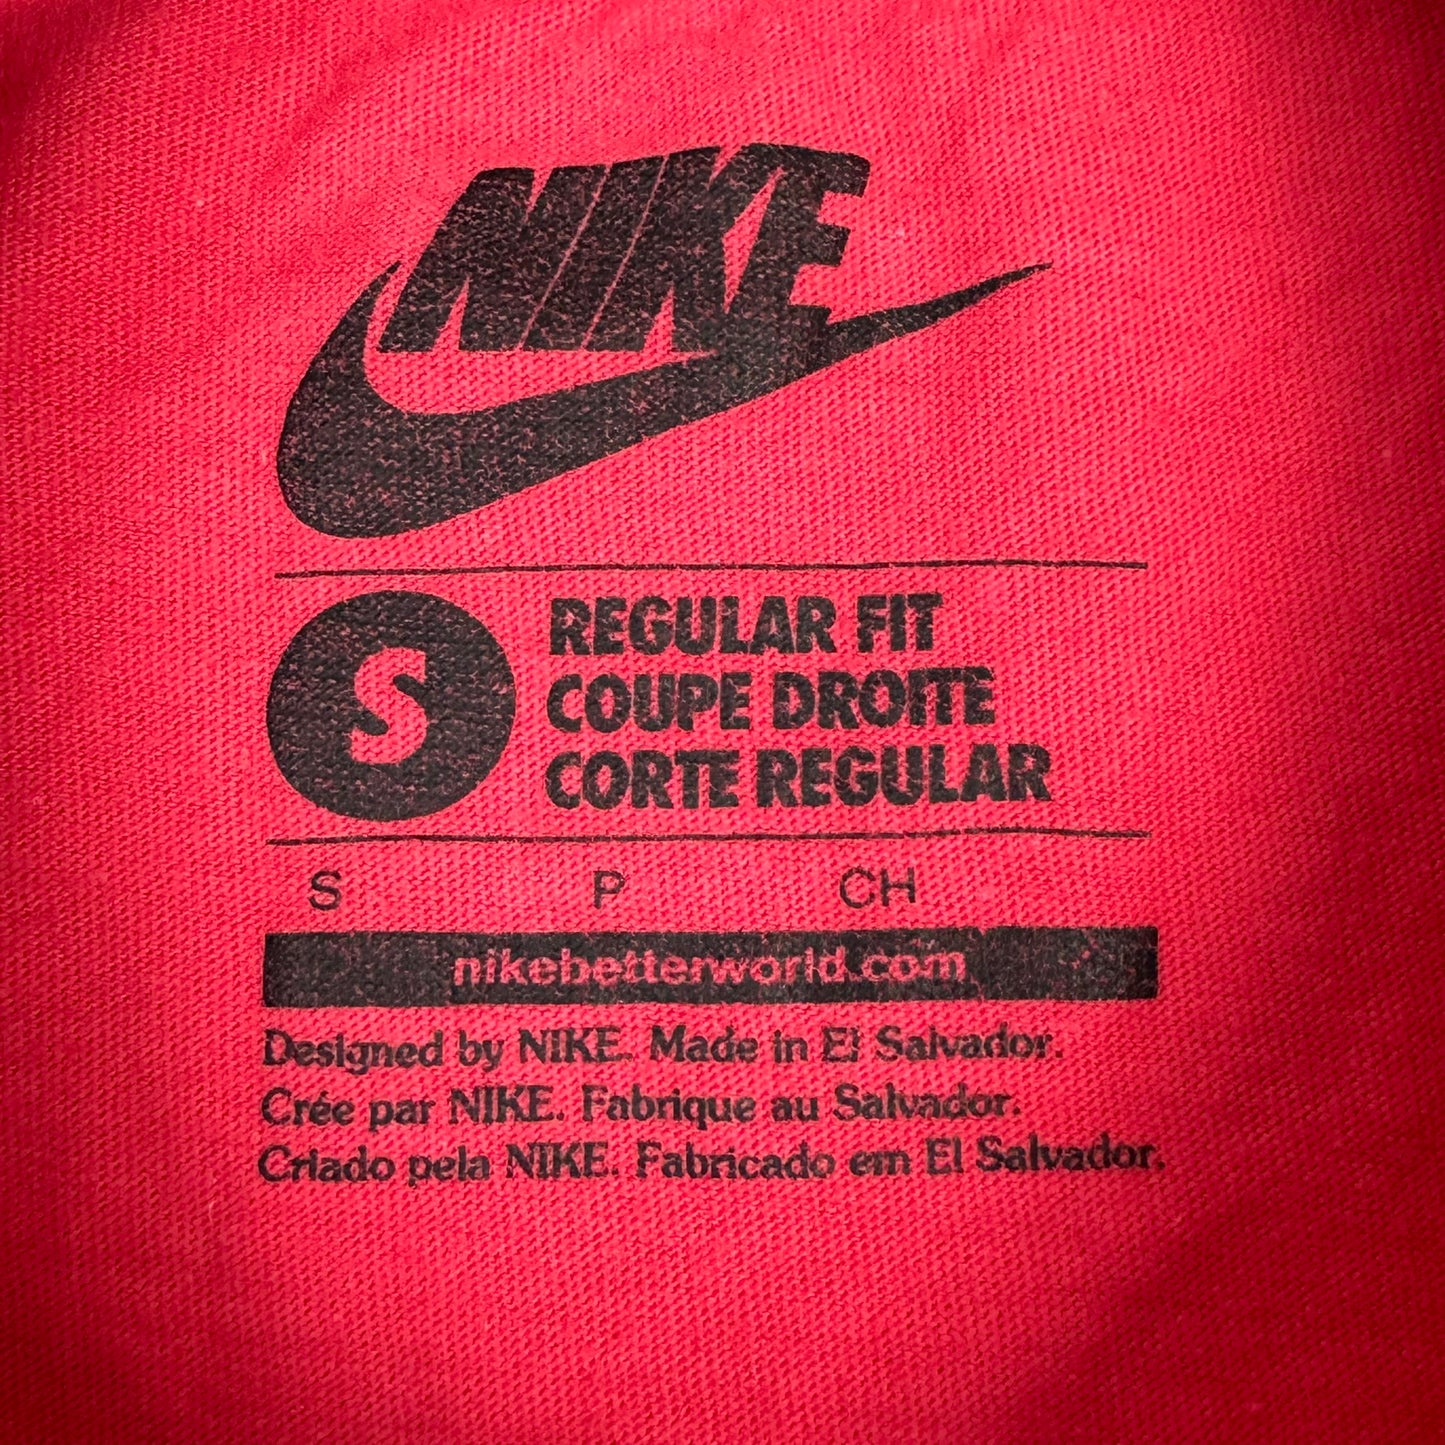 NIKE
S
REGULAR FIT
COUPE DROITE
CORTE REGULAR
S P CH
nikebetterworld.com
Designed by NIKE. Made in El Salvador.
Crée par NIKE. Fabrique au Salvador.
Criado pela NIKE. Fabricado em El Salvador.